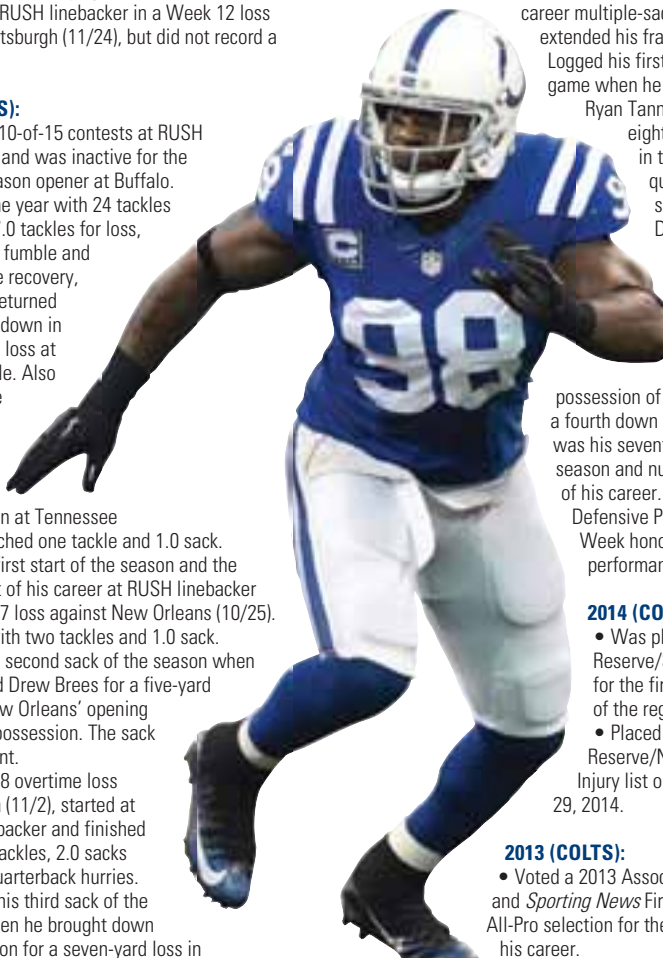 RUSH linebacker in a Week 12 loss
tsburgh (11/24), but did not record a
S):
10-of-15 contests at RUSH
and was inactive for the
ason opener at Buffalo.
ne year with 24 tackles
7.0 tackles for loss,
fumble and
e recovery,
eturned
down in
loss at
le. Also
e
n at Tennessee
ched one tackle and 1.0 sack.
first start of the season and the
t of his career at RUSH linebacker
7 loss against New Orleans (10/25).
with two tackles and 1.0 sack.
second sack of the season when
d Drew Brees for a five-yard
w Orleans’ opening
possession. The sack
nt.
8 overtime loss
(11/2), started at
backer and finished
ackles, 2.0 sacks
uarterback hurries.
his third sack of the
en he brought down
on for a seven-yard loss in
98
98
9
C
career multiple-sac
extended his fra
Logged his first
game when he
Ryan Tann
eight
in t
qu
s
D
possession of
a fourth down
was his sevent
season and nu
of his career.
Defensive P
Week hono
performan
2014 (CO
• Was pl
Reserve/
for the fir
of the reg
• Placed
Reserve/N
Injury list o
29, 2014.
2013 (COLTS):
• Voted a 2013 Assoc
and Sporting News Fir
All-Pro selection for the
his career.